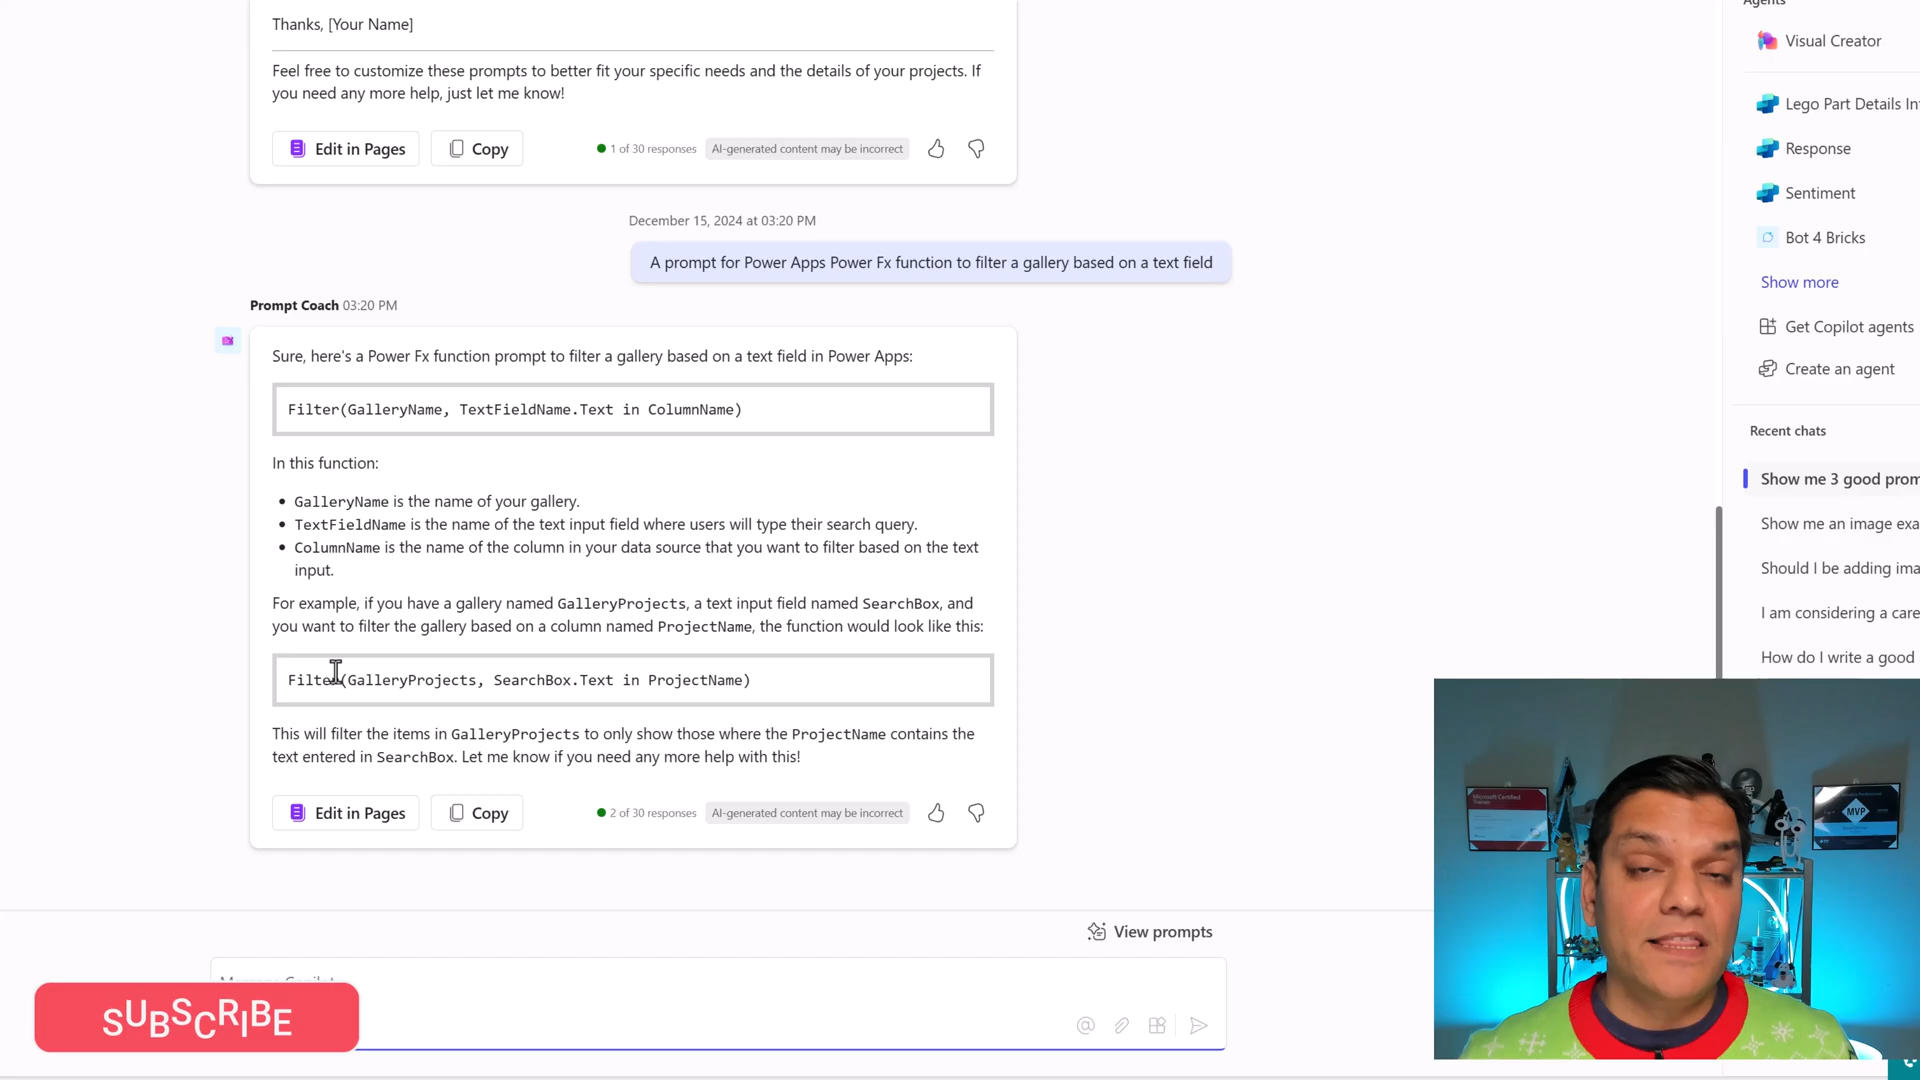 Thanks, [Your Name]
Feel free to customize these prompts to better fit your specific needs and the details of your projects. If
you need any more help, just let me know!
Edit in Pages
Copy
1 of 30 responses
AI-generated content may be incorrect
December 15, 2024 at 03:20 PM
A prompt for Power Apps Power Fx function to filter a gallery based on a text field
Prompt Coach 03:20 PM
Sure, here's a Power Fx function prompt to filter a gallery based on a text field in Power Apps:
Filter(GalleryName, TextFieldName.Text in ColumnName)
In this function:
• GalleryName is the name of your gallery.
• TextFieldName is the name of the text input field where users will type their search query.
• ColumnName is the name of the column in your data source that you want to filter based on the text
input.
For example, if you have a gallery named GalleryProjects, a text input field named SearchBox, and
you want to filter the gallery based on a column named ProjectName, the function would look like this:
Filter(GalleryProjects, SearchBox.Text in ProjectName)
This will filter the items in GalleryProjects to only show those where the ProjectName contains the
text entered in SearchBox. Let me know if you need any more help with this!
Edit in Pages
Copy
2 of 30 responses
AI-generated content may be incorrect
View prompts
SUBSCRIBE
Agents
Visual Creator
Lego Part Details In
Response
Sentiment
Bot 4 Bricks
Show more
Get Copilot agents
Create an agent
Recent chats
Show me 3 good prom
Show me an image exa
Should I be adding ima
I am considering a care
How do I write a good
Microsoft Certified
Trainer
MVP